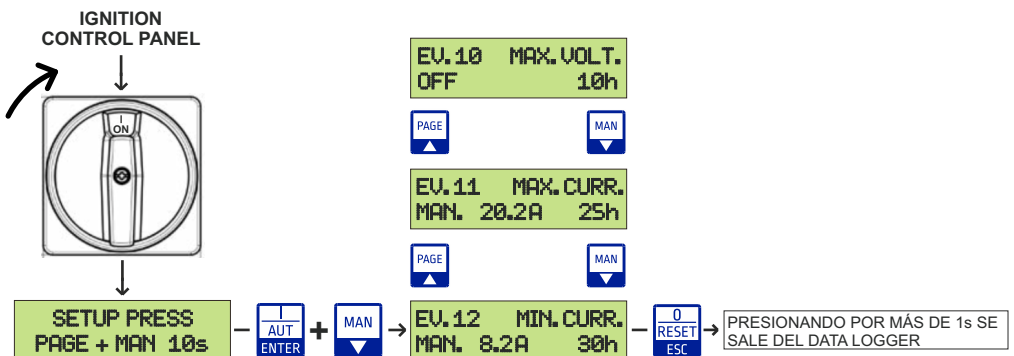 IGNITION
CONTROL PANEL
I
ON
SETUP PRESS
PAGE + MAN 10s
I
AUT
ENTER
+
MAN
EV.10 MAX.VOLT.
OFF 10h
PAGE
MAN
EV.11 MAX.CURR.
MAN. 20.2A 25h
PAGE
MAN
EV.12 MIN.CURR.
MAN. 8.2A 30h
0
RESET
ESC
PRESIONANDO POR MÁS DE 1s SE
SALE DEL DATA LOGGER